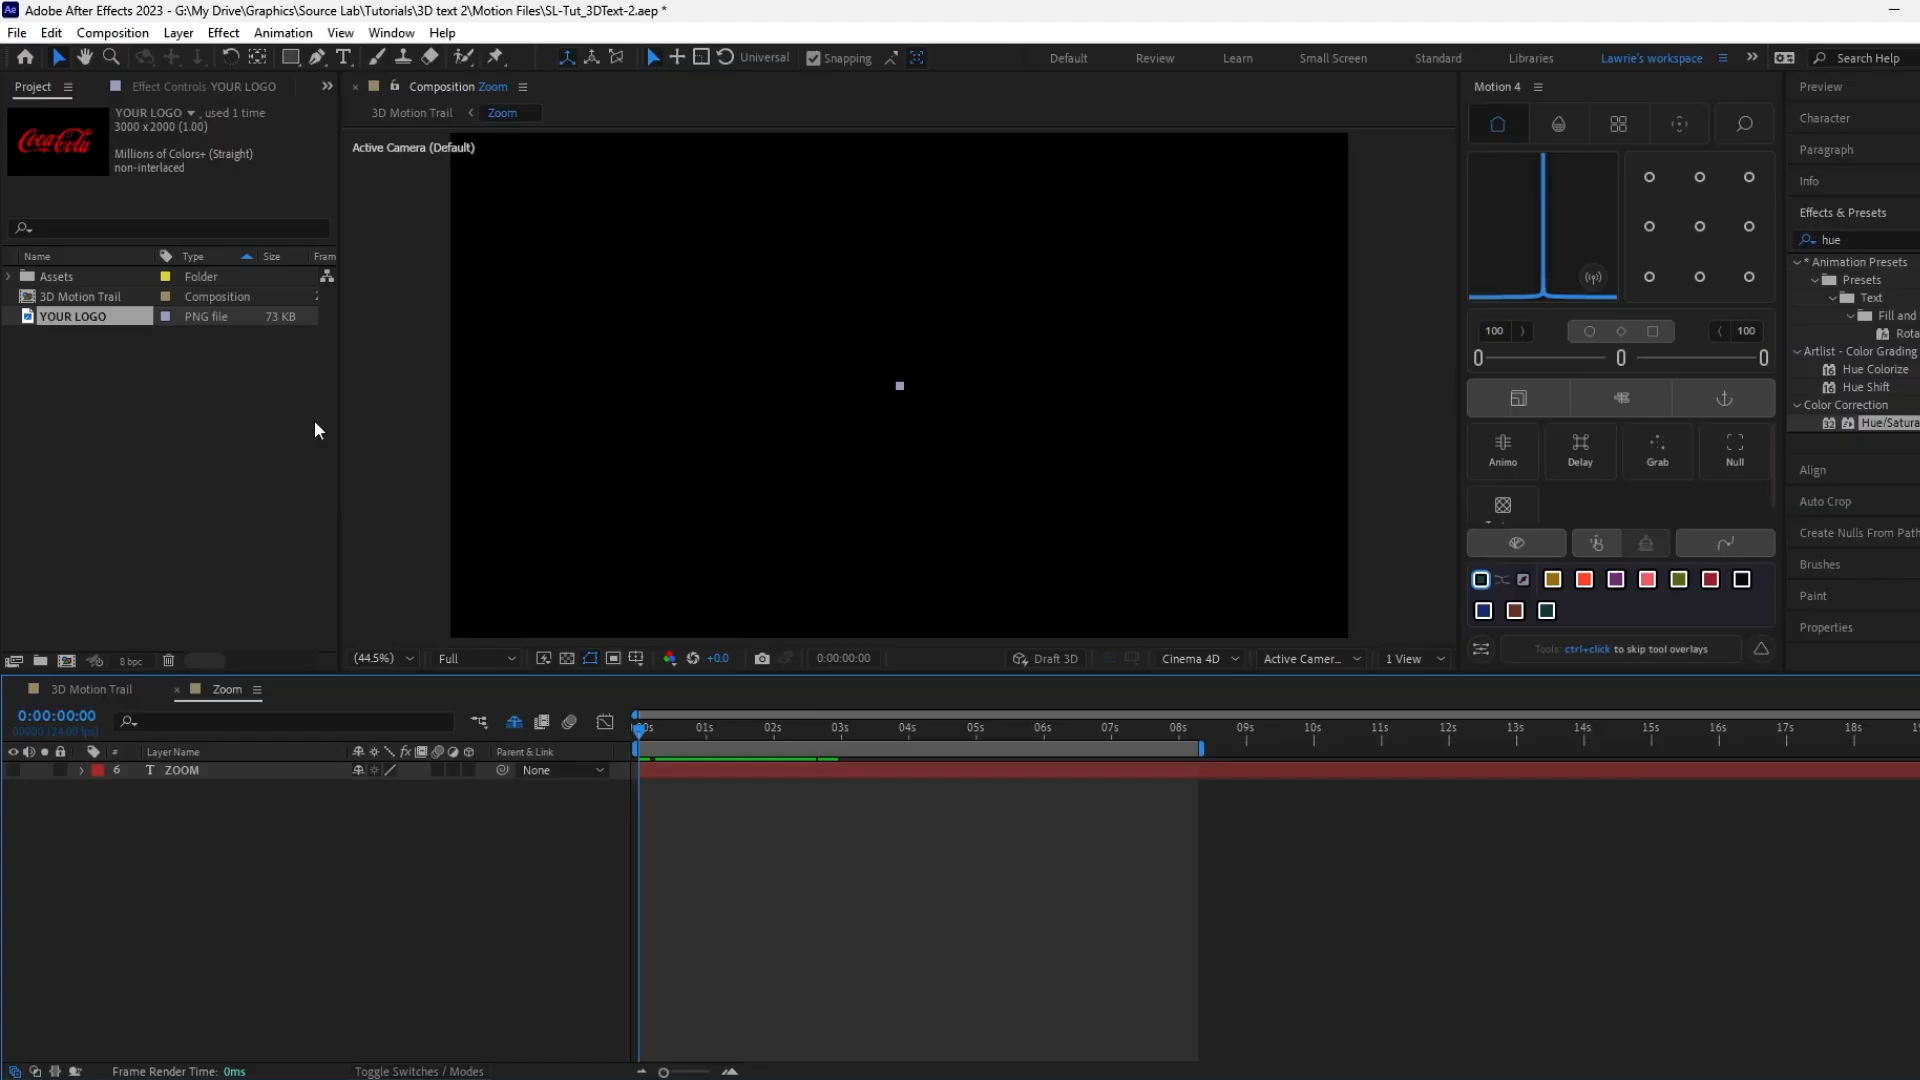 Adobe After Effects 2023 - G:\My Drive\Graphics\Source Lab\Tutorials\3D text 2\Motion Files\SL-Tut_3DText-2.aep *
File Edit Composition Layer Effect Animation View Window Help
Universal Snapping Default Review Learn Small Screen Standard Libraries Lawrie's workspace Search Help
Project Effect Controls YOUR LOGO
YOUR LOGO , used 1 time
3000 x 2000 (1.00)
Millions of Colors+ (Straight)
non-interlaced
Coca-Cola
Name Type Size Fram
Assets Folder
3D Motion Trail Composition
YOUR LOGO PNG file 73 KB
8 bpc
Composition Zoom
3D Motion Trail Zoom
Active Camera (Default)
(44.5%) Full +0.0 0:00:00:00 Draft 3D Cinema 4D Active Camer... 1 View
Motion 4
100 100
Animo Delay Grab Null
Tools: ctrl+click to skip tool overlays
Preview
Character
Paragraph
Info
Effects & Presets
hue
* Animation Presets
Presets
Text
Fill and
Rota
Artlist - Color Grading
Hue Colorize
Hue Shift
Color Correction
Hue/Satura
Align
Auto Crop
Create Nulls From Path
Brushes
Paint
Properties
3D Motion Trail Zoom
0:00:00:00
00000 (24.00 fps)
:00s 01s 02s 03s 04s 05s 06s 07s 08s 09s 10s 11s 12s 13s 14s 15s 16s 17s 18s
# Layer Name fx Parent & Link
6 T ZOOM None
Frame Render Time: 0ms Toggle Switches / Modes